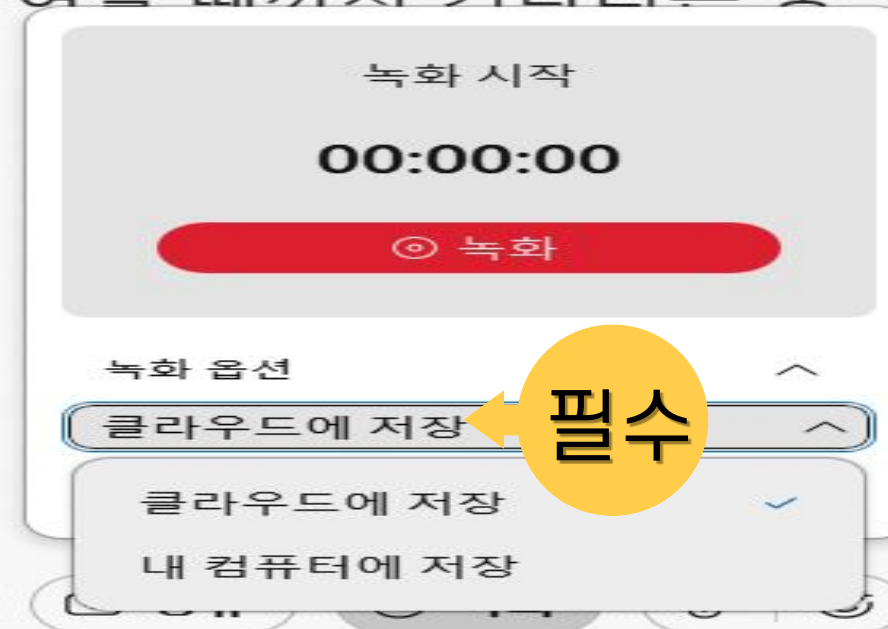 녹화 시작
00:00:00
녹화
녹화 옵션
클라우드에 저장
필수
클라우드에 저장
내 컴퓨터에 저장